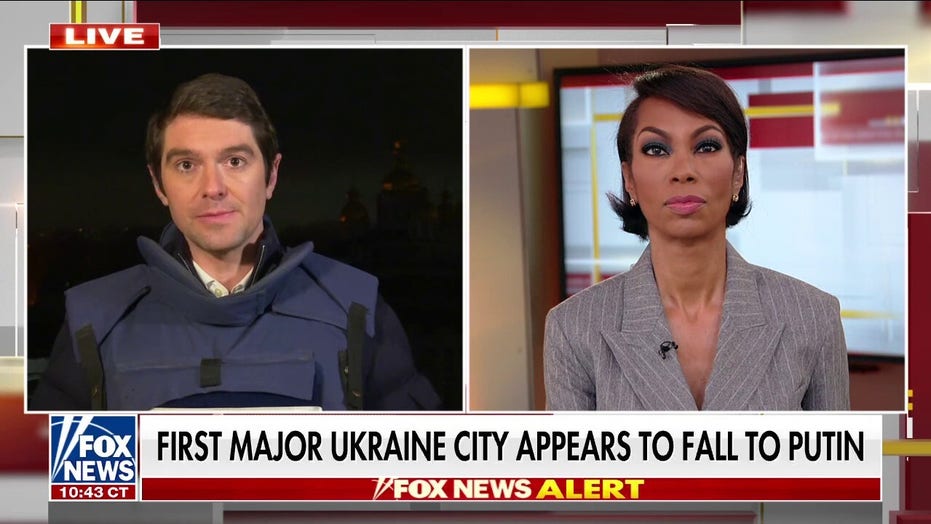 LIVE
FIRST MAJOR UKRAINE CITY APPEARS TO FALL TO PUTIN
FOX
NEWS
10:43 CT
FOX NEWS ALERT